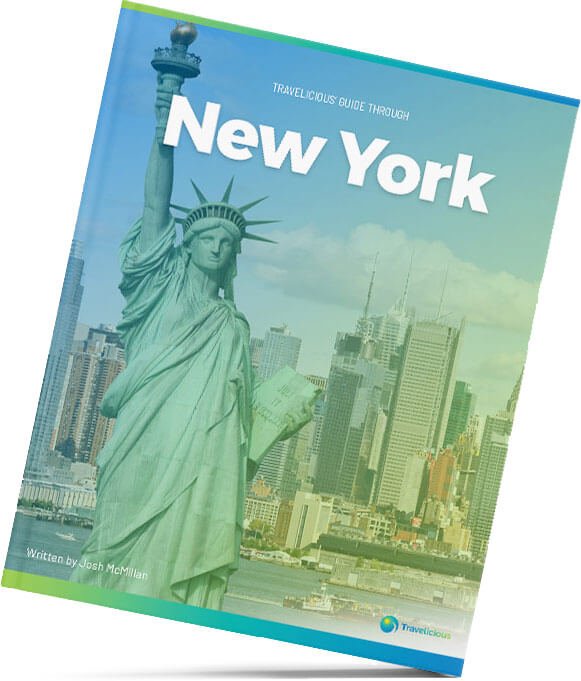 TRAVELICIOUS' GUIDE THROUGH
New York
Written by Josh McMillan
Travelicious